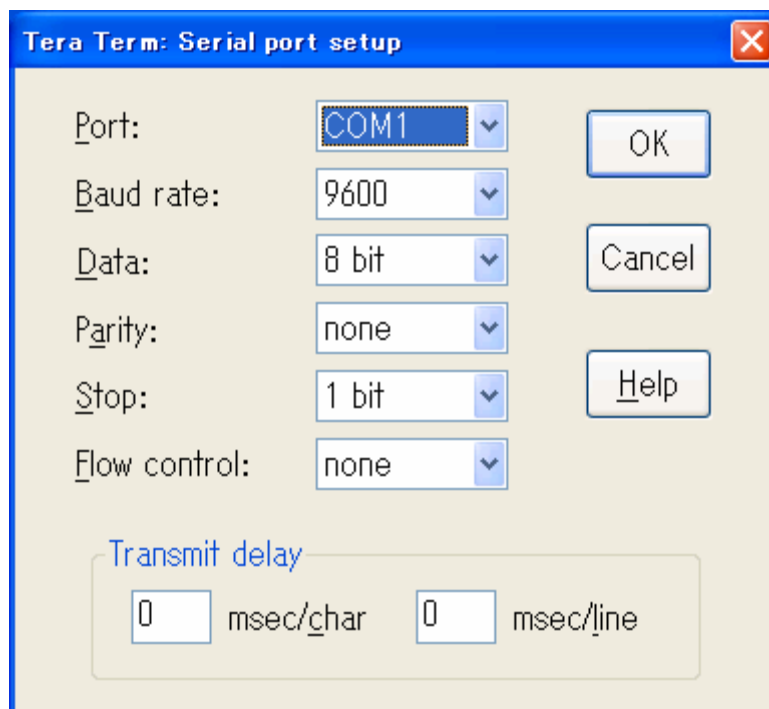 Tera Term: Serial port setup
Port: COM1 OK
Baud rate: 9600
Data: 8 bit Cancel
Parity: none
Stop: 1 bit Help
Flow control: none
Transmit delay
0 msec/char 0 msec/line